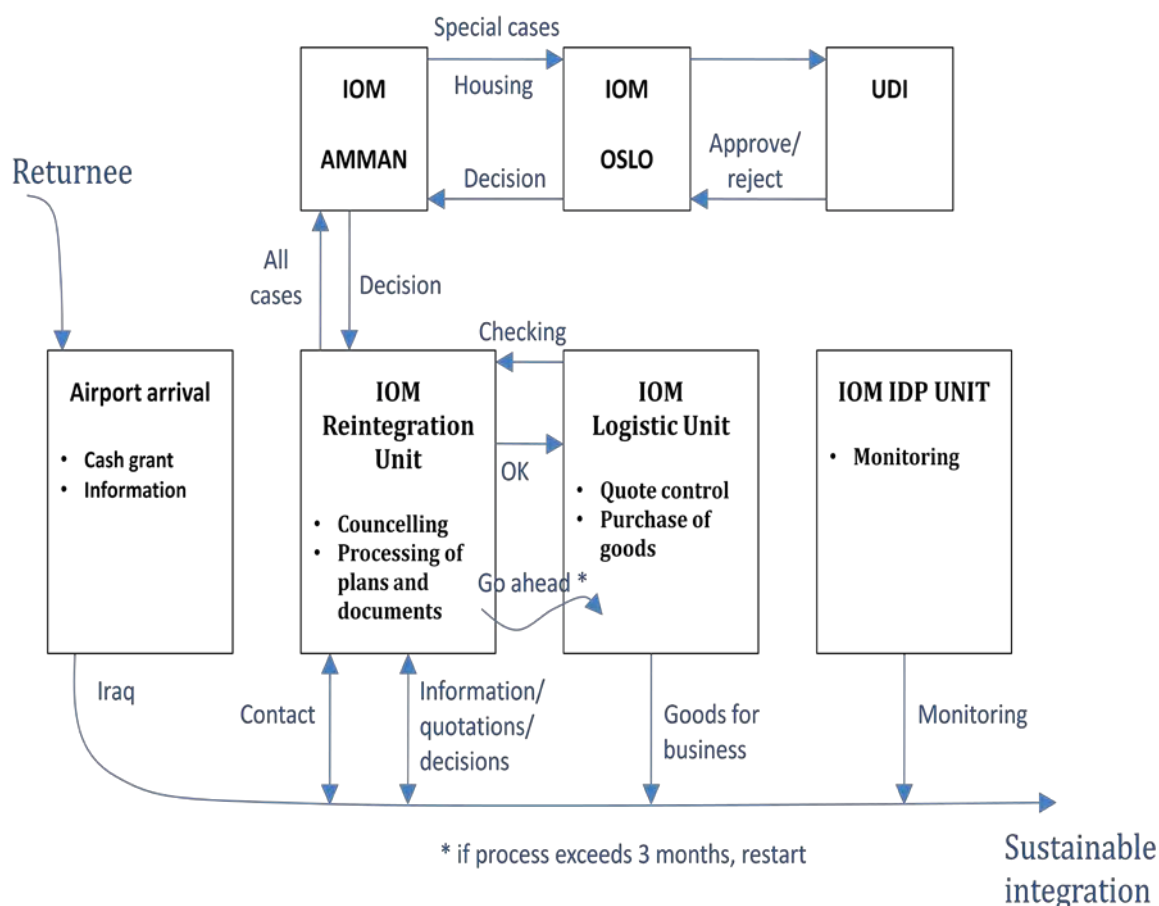 Special cases
IOM
AMMAN
Housing
IOM
OSLO
UDI
Approve/
reject
Decision
Returnee
All
cases
Decision
Checking
Airport arrival
• Cash grant
• Information
IOM
Reintegration
Unit
• Councelling
• Processing of
plans and
documents
OK
IOM
Logistic Unit
• Quote control
• Purchase of
goods
Go ahead *
IOM IDP UNIT
• Monitoring
Iraq
Contact
Information/
quotations/
decisions
Goods for
business
Monitoring
* if process exceeds 3 months, restart
Sustainable
integration